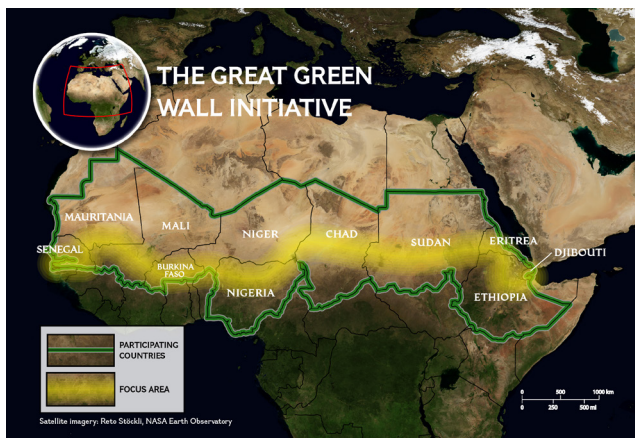 THE GREAT GREEN
WALL INITIATIVE
MAURITANIA
MALI
NIGER
CHAD
SUDAN
ERITREA
DJIBOUTI
SENEGAL
BURKINA
FASO
NIGERIA
ETHIOPIA
PARTICIPATING
COUNTRIES
FOCUS AREA
0 500 1000 km
0 250 500 ml
Satellite imagery: Reto Stöckli, NASA Earth Observatory